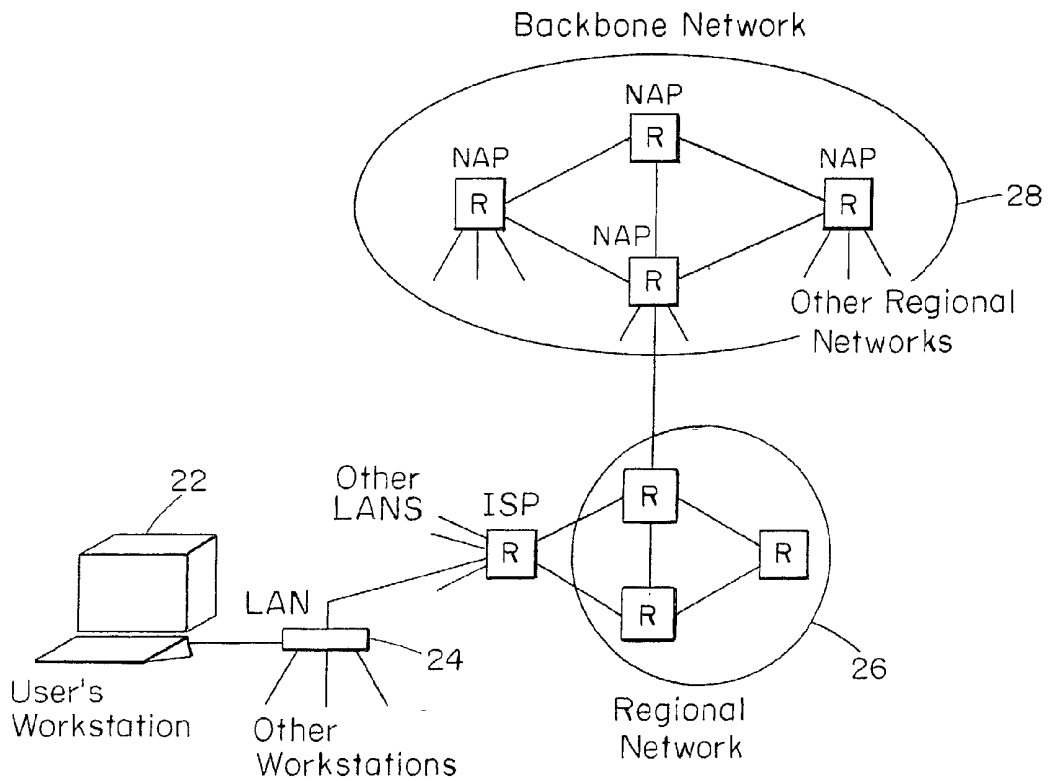 Backbone Network
NAP
R
NAP
R
NAP
R
28
NAP
R
Other Regional
Networks
22
Other
LANS
ISP
R
R
R
R
LAN
24
26
User's
Workstation
Other
Workstations
Regional
Network